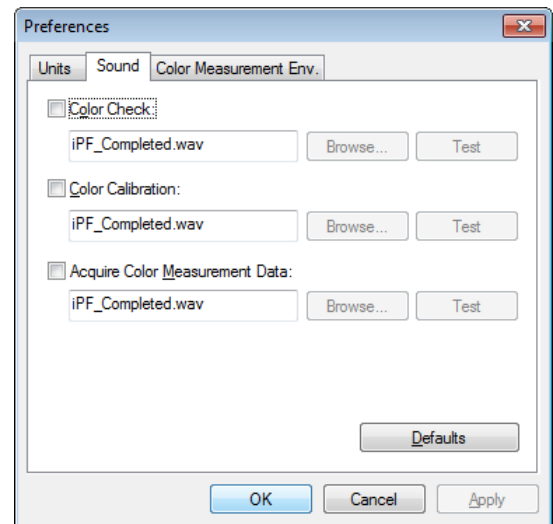 Preferences
Units Sound Color Measurement Env.
Color Check:
iPF_Completed.wav Browse... Test
Color Calibration:
iPF_Completed.wav Browse... Test
Acquire Color Measurement Data:
iPF_Completed.wav Browse... Test
Defaults
OK Cancel Apply